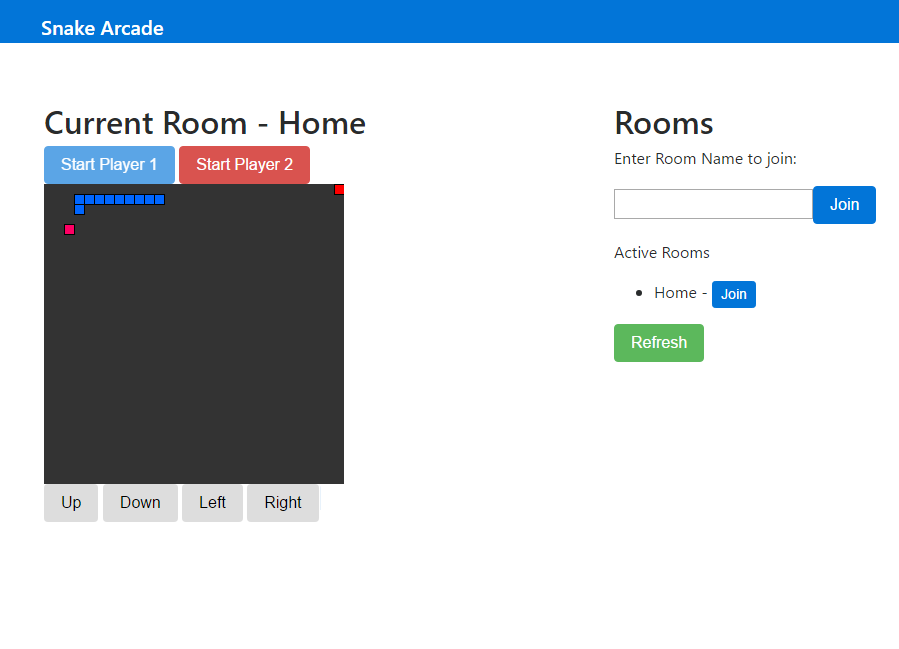 Snake Arcade
Current Room - Home
Start Player 1
Start Player 2
Up
Down
Left
Right
Rooms
Enter Room Name to join:
Join
Active Rooms
Home - Join
Refresh